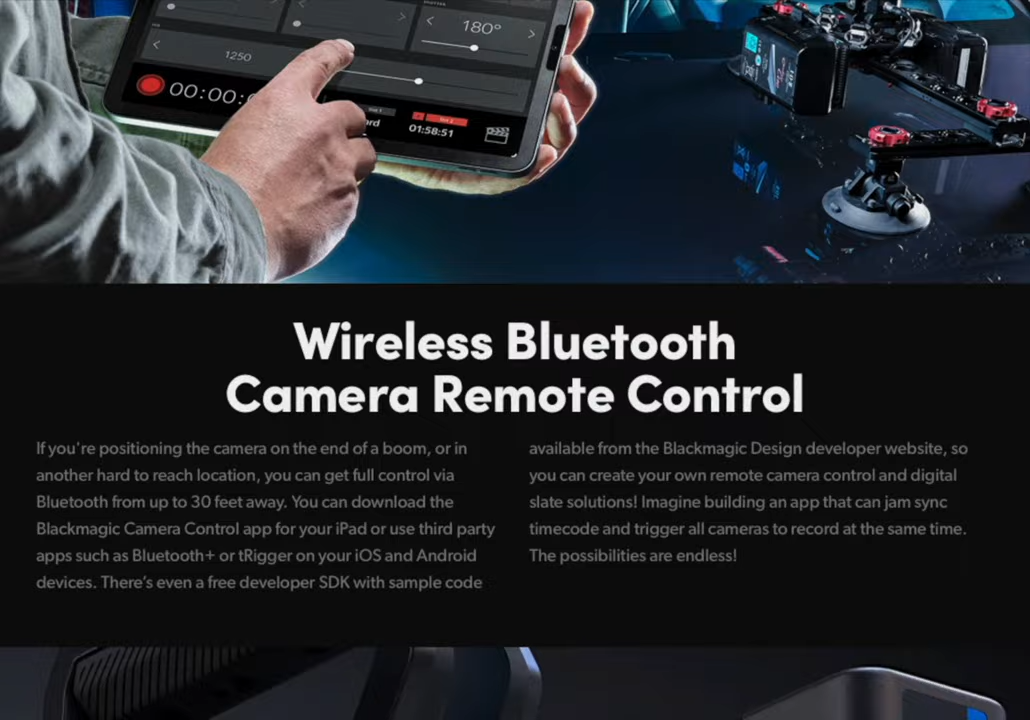 180°
1250
00:00:
01:58:51
Wireless Bluetooth
Camera Remote Control
If you're positioning the camera on the end of a boom, or in
another hard to reach location, you can get full control via
Bluetooth from up to 30 feet away. You can download the
Blackmagic Camera Control app for your iPad or use third party
apps such as Bluetooth+ or tRigger on your iOS and Android
devices. There's even a free developer SDK with sample code
available from the Blackmagic Design developer website, so
you can create your own remote camera control and digital
slate solutions! Imagine building an app that can jam sync
timecode and trigger all cameras to record at the same time.
The possibilities are endless!